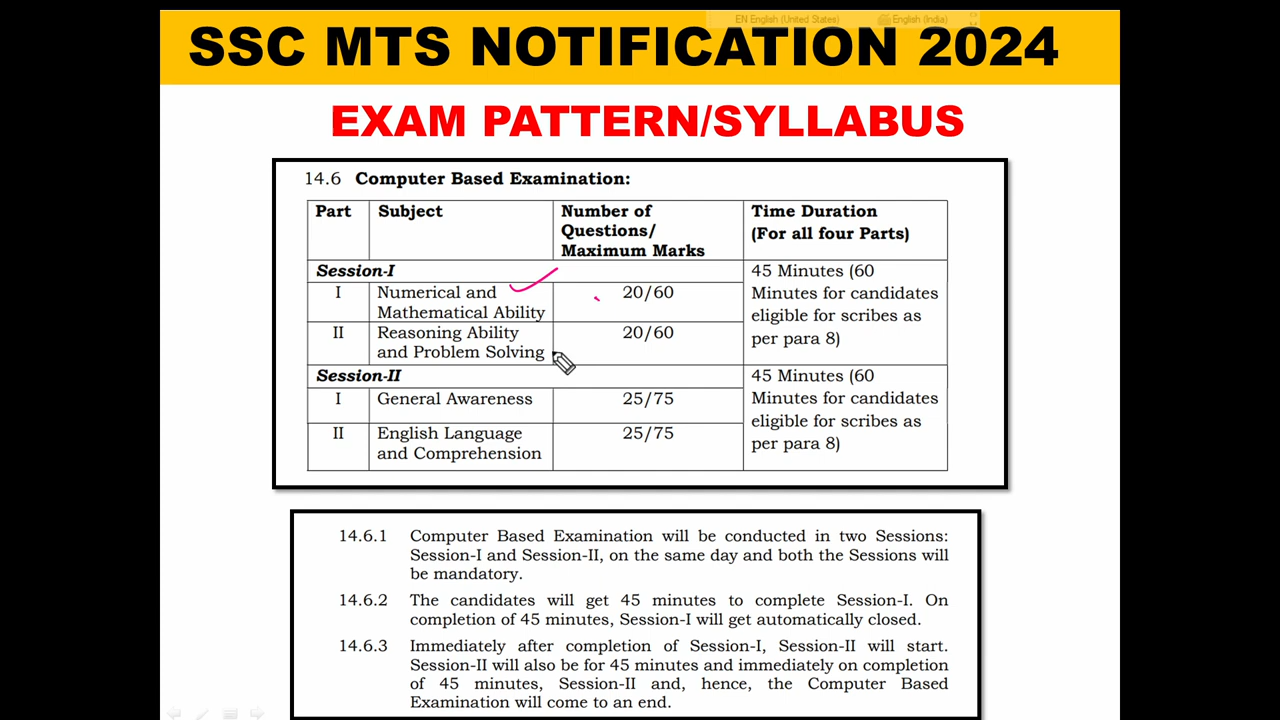 EN English (United States) English (India)
SSC MTS NOTIFICATION 2024
EXAM PATTERN/SYLLABUS
14.6 Computer Based Examination:
Part Subject Number of Questions/ Maximum Marks Time Duration (For all four Parts)
Session-I
45 Minutes (60 Minutes for candidates eligible for scribes as per para 8)
I Numerical and Mathematical Ability 20/60
II Reasoning Ability and Problem Solving 20/60
Session-II
45 Minutes (60 Minutes for candidates eligible for scribes as per para 8)
I General Awareness 25/75
II English Language and Comprehension 25/75
14.6.1 Computer Based Examination will be conducted in two Sessions:
Session-I and Session-II, on the same day and both the Sessions will
be mandatory.
14.6.2 The candidates will get 45 minutes to complete Session-I. On
completion of 45 minutes, Session-I will get automatically closed.
14.6.3 Immediately after completion of Session-I, Session-II will start.
Session-II will also be for 45 minutes and immediately on completion
of 45 minutes, Session-II and, hence, the Computer Based
Examination will come to an end.